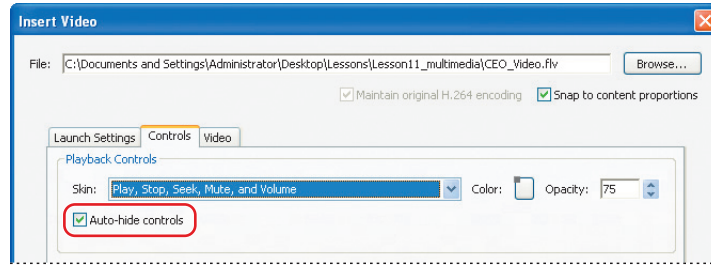 Insert Video
File: C:\Documents and Settings\Administrator\Desktop\Lessons\Lesson11_multimedia\CEO_Video.flv Browse...
Maintain original H.264 encoding Snap to content proportions
Launch Settings Controls Video
Playback Controls
Skin: Play, Stop, Seek, Mute, and Volume Color: Opacity: 75
Auto-hide controls